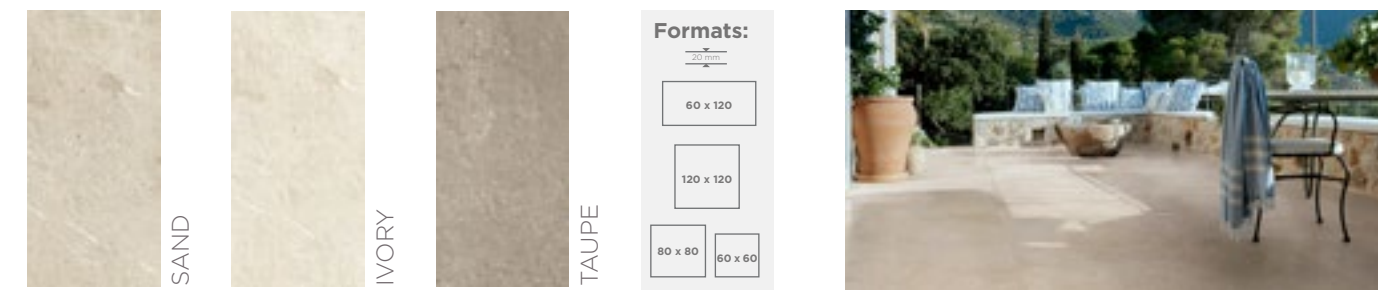 SAND
IVORY
TAUPE
Formats:
20 mm
60 x 120
120 x 120
80 x 80
60 x 60